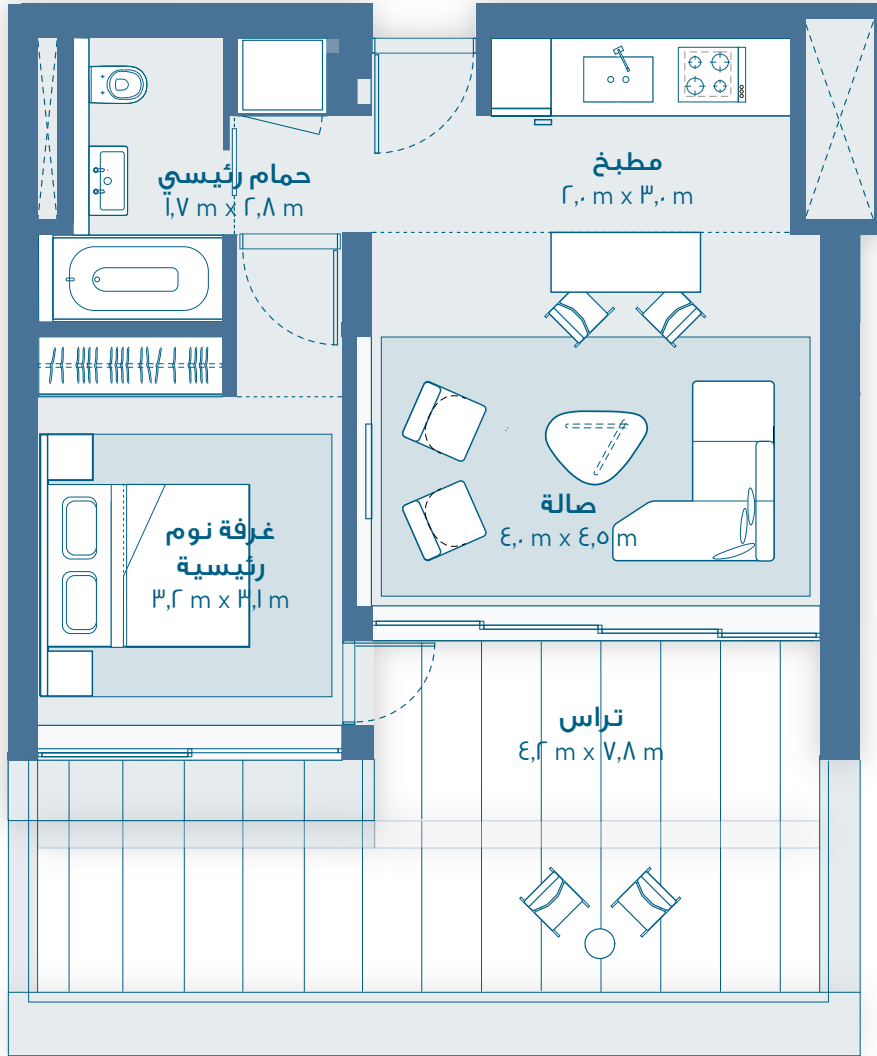 حمام رئيسي
١,٧ m x ٢,٨ m
مطبخ
٢,٠ m x ٣,٠ m
صالة
٤,٠ m x ٤,٥ m
غرفة نوم
رئيسية
٣,٢ m x ٣,١ m
تراس
٤,٢ m x ٧,٨ m